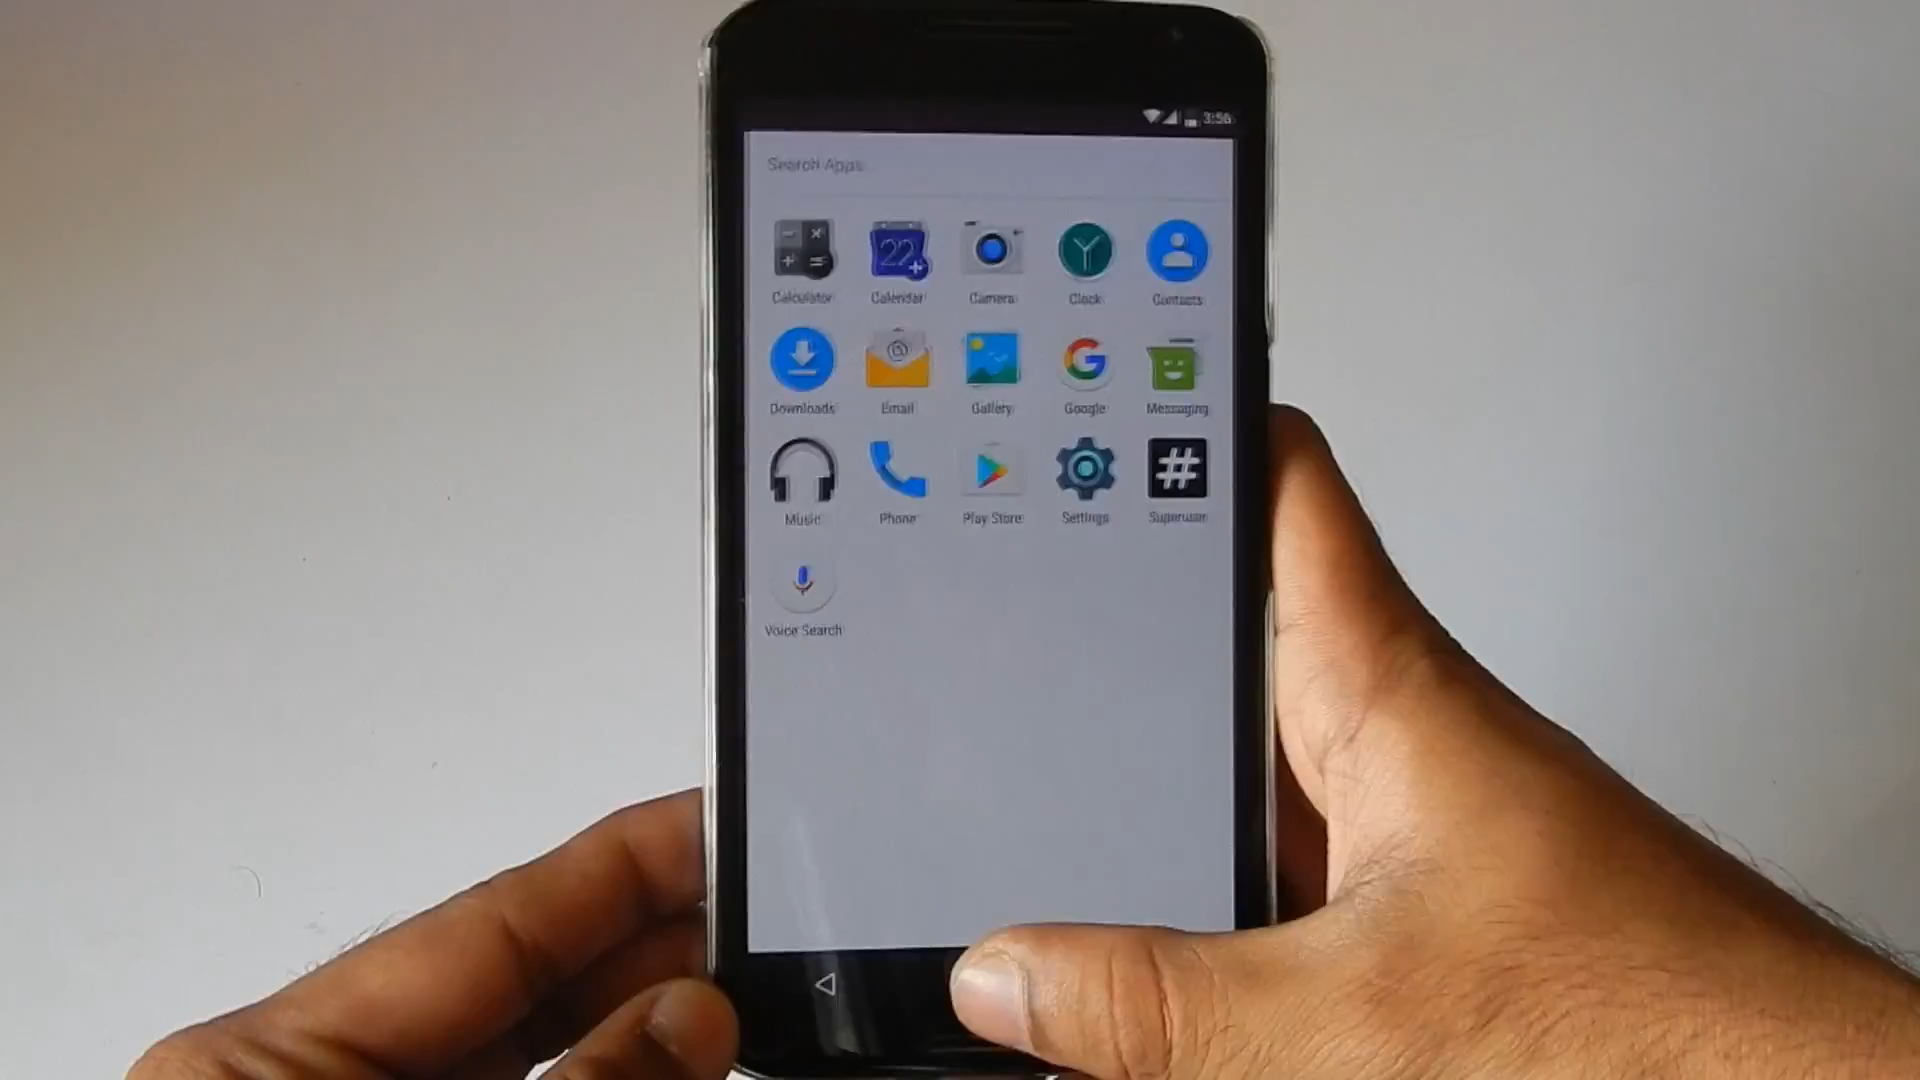 3:56
Search Apps
Calculator Calendar Camera Clock Contacts
22
Downloads Email Gallery Google Messaging
Music Phone Play Store Settings Superuser
Voice Search